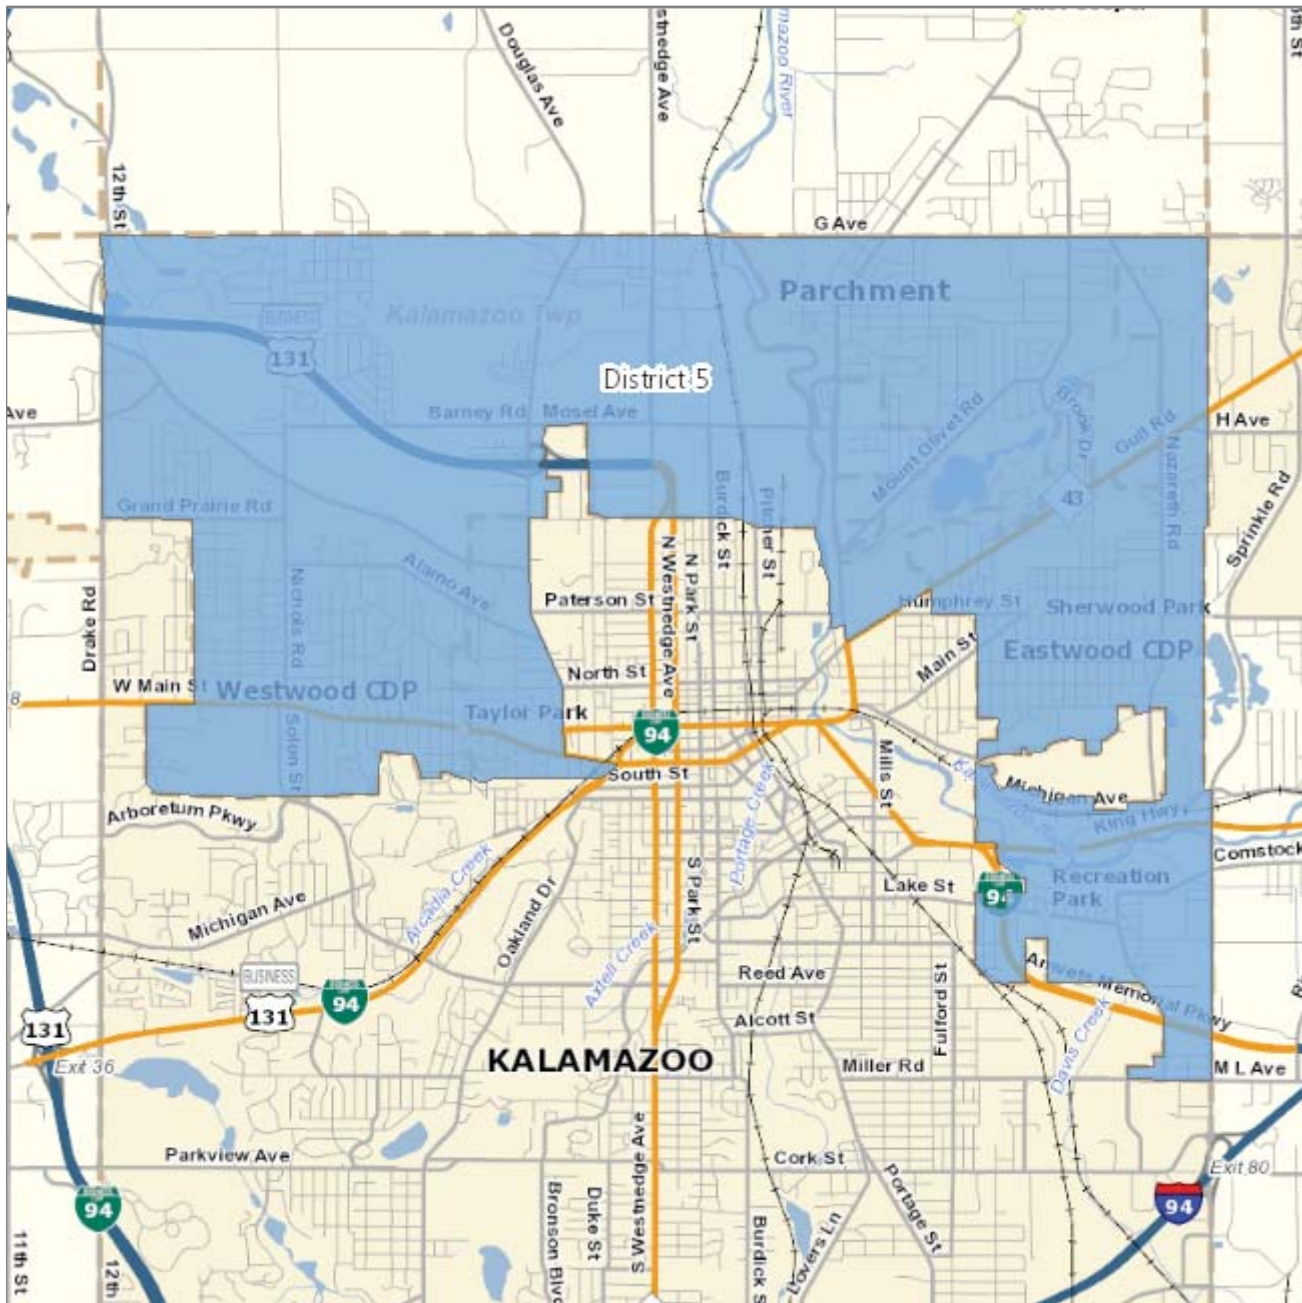 Douglas Ave
stnedge Ave
mazoo River
5th St
12th St
G Ave
Parchment
Kalamazoo Twp
BUSINESS
131
District 5
Barney Rd
Mosel Ave
Ave
H Ave
Mount Olivet Rd
Brook Dr
Gull Rd
43
Nazareth Rd
Sprinkle Rd
Grand Prairie Rd
Burdick St
Pitcher St
N Westnedge Ave
N Park St
Alamo Ave
Nichols Rd
Drake Rd
Paterson St
Humphrey St
Sherwood Park
Eastwood CDP
Main St
North St
W Main St
Westwood CDP
Taylor Park
8
94
South St
Solon St
Mills St
Michigan Ave
King Hwy
Arboretum Pkwy
Portage Creek
Comstock
Arcadia Creek
Michigan Ave
Oakland Dr
S Park St
Lake St
Recreation
Park
94
Axtell Creek
Reed Ave
Amvets Memorial Pkwy
BUSINESS
131
94
131
Alcott St
Fulford St
Davis Creek
KALAMAZOO
Miller Rd
M L Ave
Exit 36
Parkview Ave
S Westnedge Ave
Cork St
Portage St
Exit 80
94
94
Bronson Blvd
Duke St
Burdick S
Lovers Ln
11th St
12th